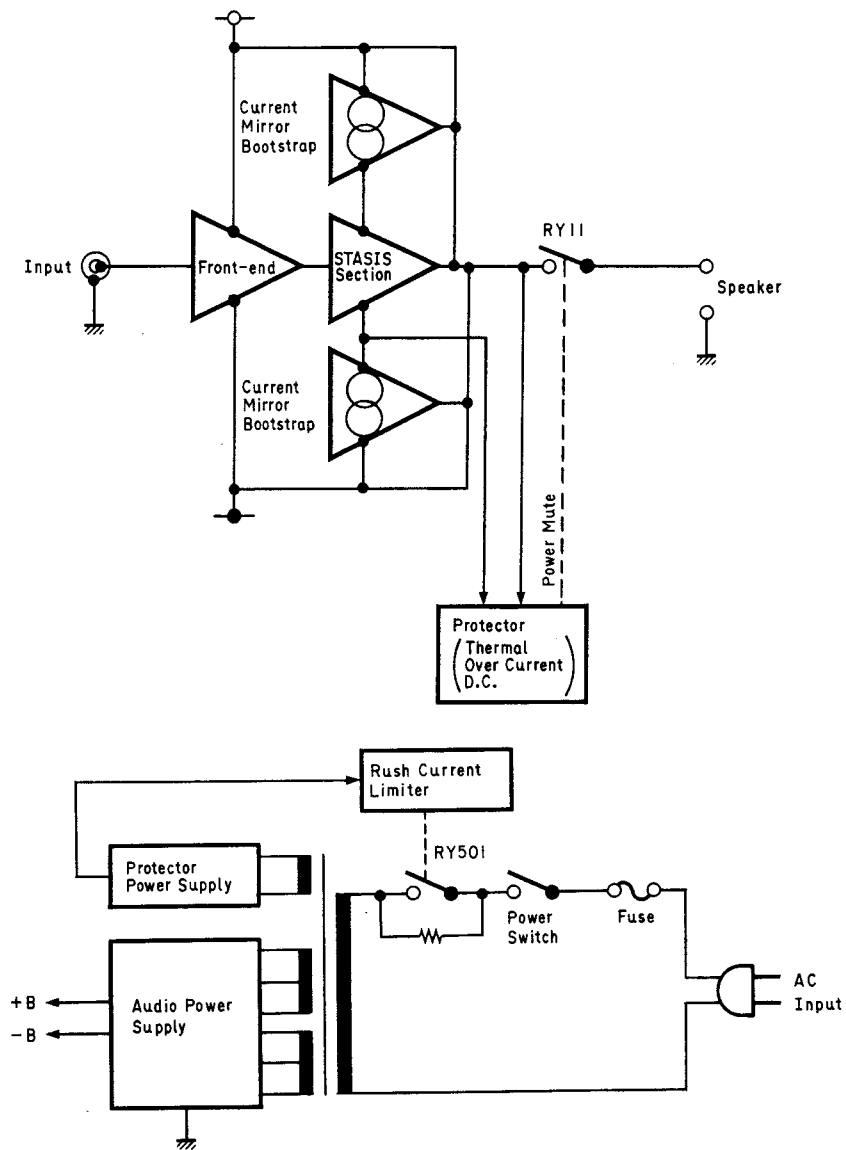 Current
Mirror
Bootstrap
RY11
Input
Front-end
STASIS
Section
Speaker
Current
Mirror
Bootstrap
Power Mute
Protector
(Thermal
Over Current
D.C.)
Rush Current
Limiter
RY501
Protector
Power Supply
Power
Switch
Fuse
AC
Input
+B
-B
Audio Power
Supply